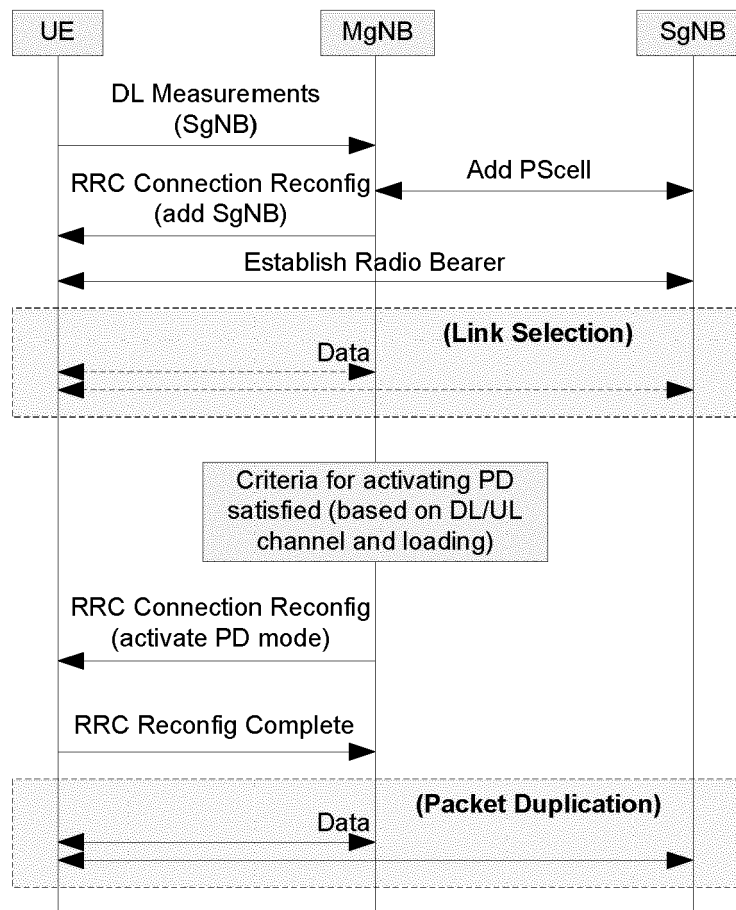 UE
MgNB
SgNB
DL Measurements
(SgNB)
Add PScell
RRC Connection Reconfig
(add SgNB)
Establish Radio Bearer
(Link Selection)
Data
Criteria for activating PD
satisfied (based on DL/UL
channel and loading)
RRC Connection Reconfig
(activate PD mode)
RRC Reconfig Complete
(Packet Duplication)
Data